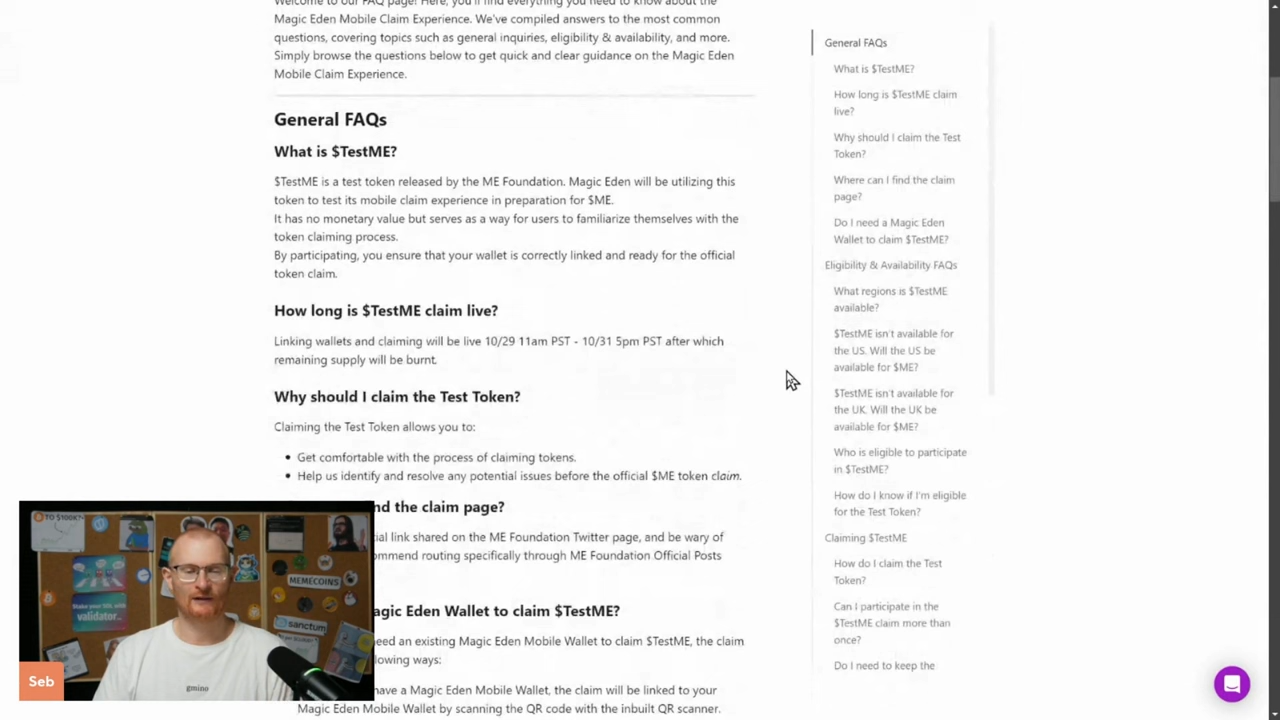 Welcome to our FAQ page! Here, you'll find everything you need to know about the
Magic Eden Mobile Claim Experience. We've compiled answers to the most common
questions, covering topics such as general inquiries, eligibility & availability, and more.
Simply browse the questions below to get quick and clear guidance on the Magic Eden
Mobile Claim Experience.
General FAQs
What is $TestME?
$TestME is a test token released by the ME Foundation. Magic Eden will be utilizing this
token to test its mobile claim experience in preparation for $ME.
It has no monetary value but serves as a way for users to familiarize themselves with the
token claiming process.
By participating, you ensure that your wallet is correctly linked and ready for the official
token claim.
How long is $TestME claim live?
Linking wallets and claiming will be live 10/29 11am PST - 10/31 5pm PST after which
remaining supply will be burnt.
Why should I claim the Test Token?
Claiming the Test Token allows you to:
• Get comfortable with the process of claiming tokens.
• Help us identify and resolve any potential issues before the official $ME token claim.
nd the claim page?
ial link shared on the ME Foundation Twitter page, and be wary of
ommend routing specifically through ME Foundation Official Posts
agic Eden Wallet to claim $TestME?
eed an existing Magic Eden Mobile Wallet to claim $TestME, the claim
lowing ways:
have a Magic Eden Mobile Wallet, the claim will be linked to your
Magic Eden Mobile Wallet by scanning the QR code with the inbuilt QR scanner.
General FAQs
What is $TestME?
How long is $TestME claim
live?
Why should I claim the Test
Token?
Where can I find the claim
page?
Do I need a Magic Eden
Wallet to claim $TestME?
Eligibility & Availability FAQs
What regions is $TestME
available?
$TestME isn't available for
the US. Will the US be
available for $ME?
$TestME isn't available for
the UK. Will the UK be
available for $ME?
Who is eligible to participate
in $TestME?
How do I know if I'm eligible
for the Test Token?
Claiming $TestME
How do I claim the Test
Token?
Can I participate in the
$TestME claim more than
once?
Do I need to keep the
TO $100K?
MEMECOINS
Stake your SOL with
validator...
sanctum
gmino
Seb